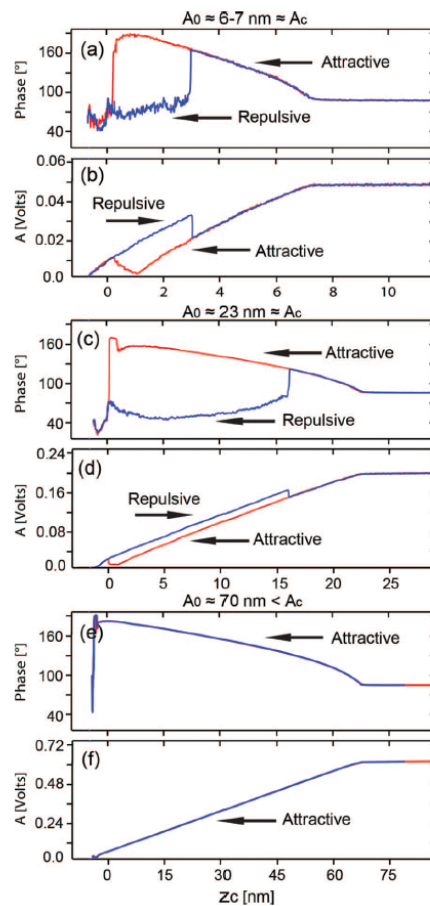 A0 ≈ 6-7 nm ≈ Ac
(a)
Phase [°]
160
100
40
Attractive
Repulsive
(b)
A [Volts]
0.06
0.04
0.02
0.0
Repulsive
Attractive
0 2 4 6 8 10
A0 ≈ 23 nm ≈ Ac
(c)
Phase [°]
160
100
40
Attractive
Repulsive
(d)
A [Volts]
0.24
0.16
0.08
0.0
Repulsive
Attractive
0 5 10 15 20 25
A0 ≈ 70 nm < Ac
(e)
Phase [°]
160
100
40
Attractive
(f)
A [Volts]
0.72
0.48
0.24
0.0
Attractive
0 15 30 45 60 75
zc [nm]